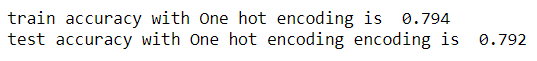 train accuracy with One hot encoding is  0.794
test accuracy with One hot encoding encoding is  0.792